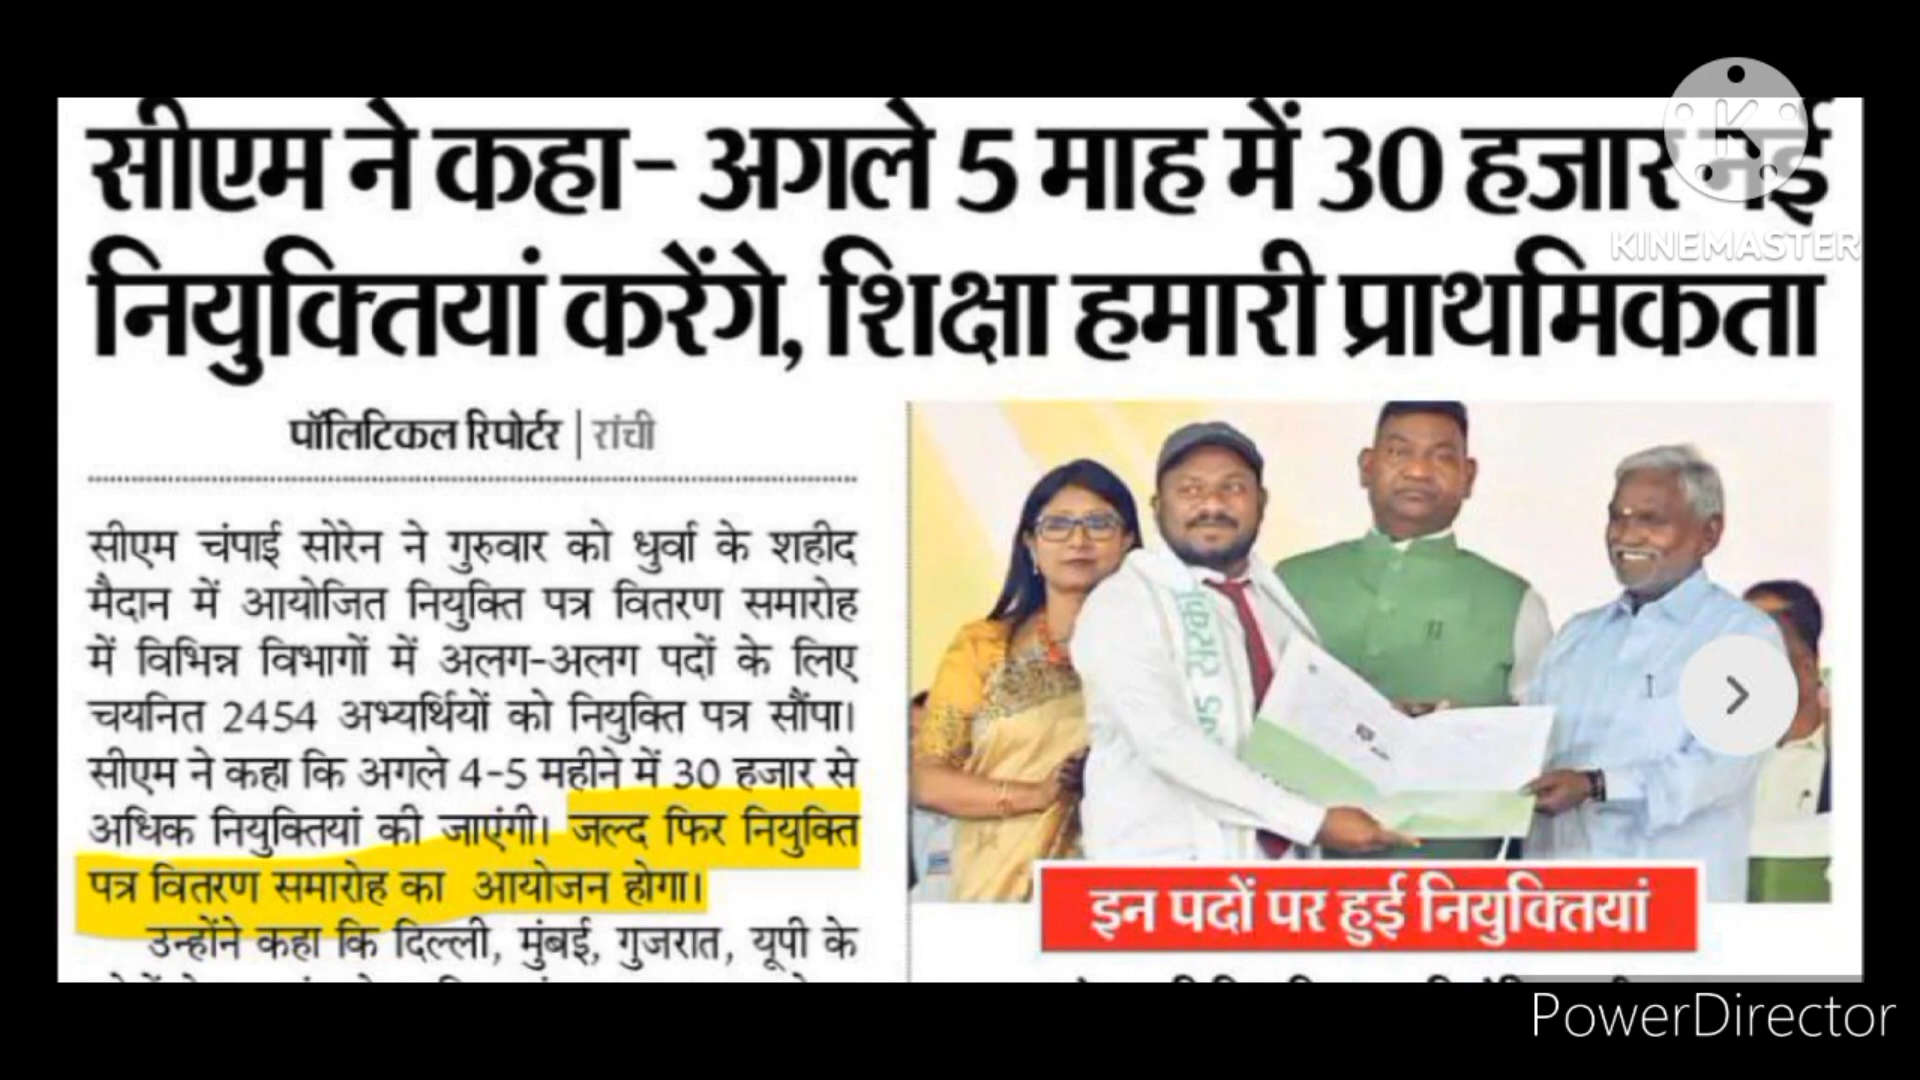 सीएम ने कहा- अगले 5 माह में 30 हजार नई
नियुक्तियां करेंगे, शिक्षा हमारी प्राथमिकता
KINEMASTER
पॉलिटिकल रिपोर्टर | रांची
सीएम चंपाई सोरेन ने गुरुवार को धुर्वा के शहीद
मैदान में आयोजित नियुक्ति पत्र वितरण समारोह
में विभिन्न विभागों में अलग-अलग पदों के लिए
चयनित 2454 अभ्यर्थियों को नियुक्ति पत्र सौंपा।
सीएम ने कहा कि अगले 4-5 महीने में 30 हजार से
अधिक नियुक्तियां की जाएंगी। जल्द फिर नियुक्ति
पत्र वितरण समारोह का आयोजन होगा।
उन्होंने कहा कि दिल्ली, मुंबई, गुजरात, यूपी के
इन पदों पर हुई नियुक्तियां
PowerDirector